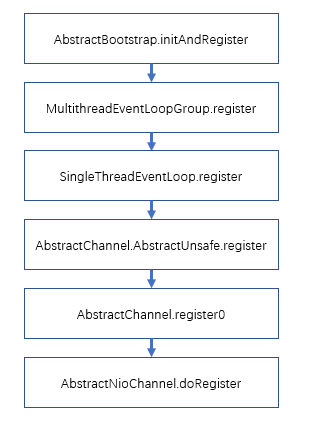 AbstractBootstrap.initAndRegister
MultithreadEventLoopGroup.register
SingleThreadEventLoop.register
AbstractChannel.AbstractUnsafe.register
AbstractChannel.register0
AbstractNioChannel.doRegister